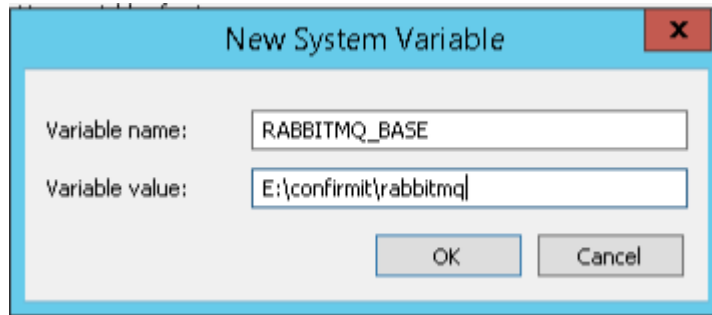 New System Variable
x
Variable name: RABBITMQ_BASE
Variable value: E:\confirmit\rabbitmq
OK Cancel